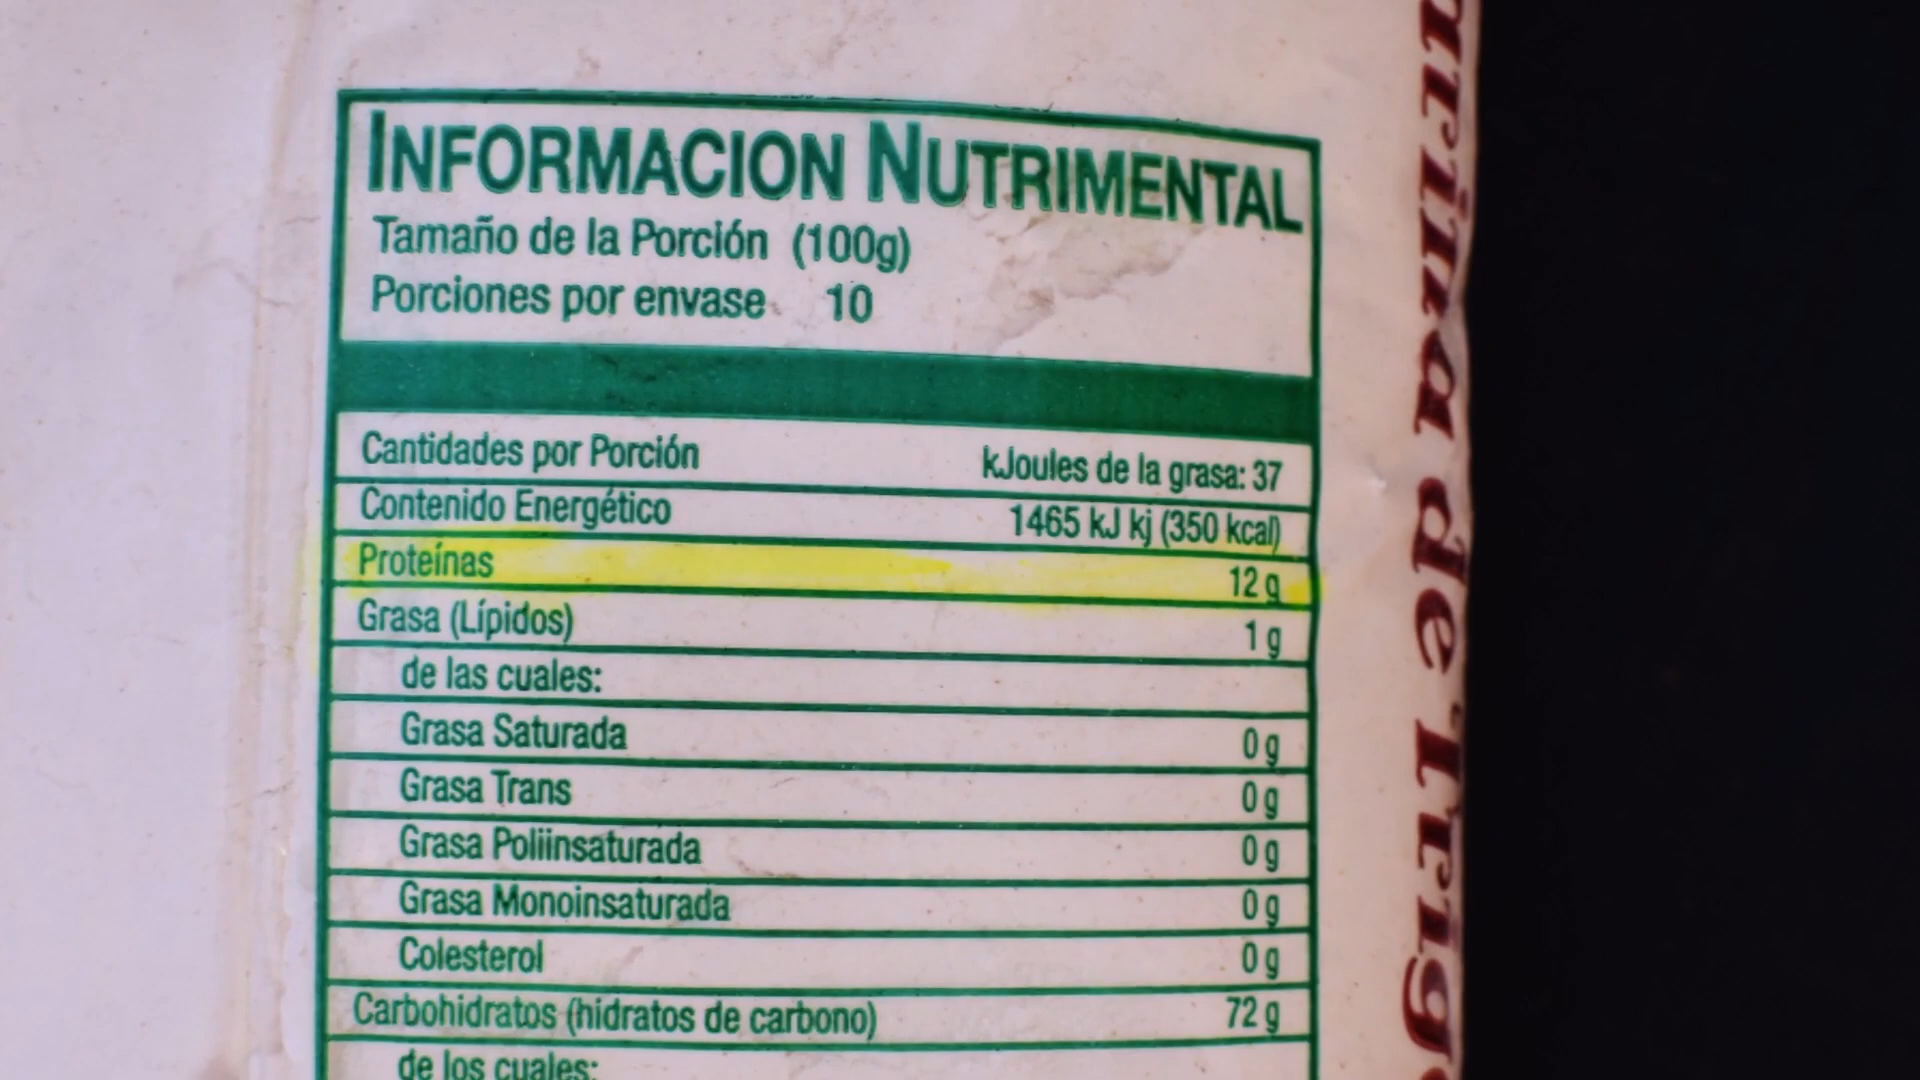 INFORMACION NUTRIMENTAL
Tamaño de la Porción (100g)
Porciones por envase 10
Cantidades por Porción kJoules de la grasa: 37
Contenido Energético 1465 kJ kj (350 kcal)
Proteínas 12 g
Grasa (Lípidos) 1 g
de las cuales:
Grasa Saturada 0 g
Grasa Trans 0 g
Grasa Poliinsaturada 0 g
Grasa Monoinsaturada 0 g
Colesterol 0 g
Carbohidratos (hidratos de carbono) 72 g
de los cuales:
arina de Trigo